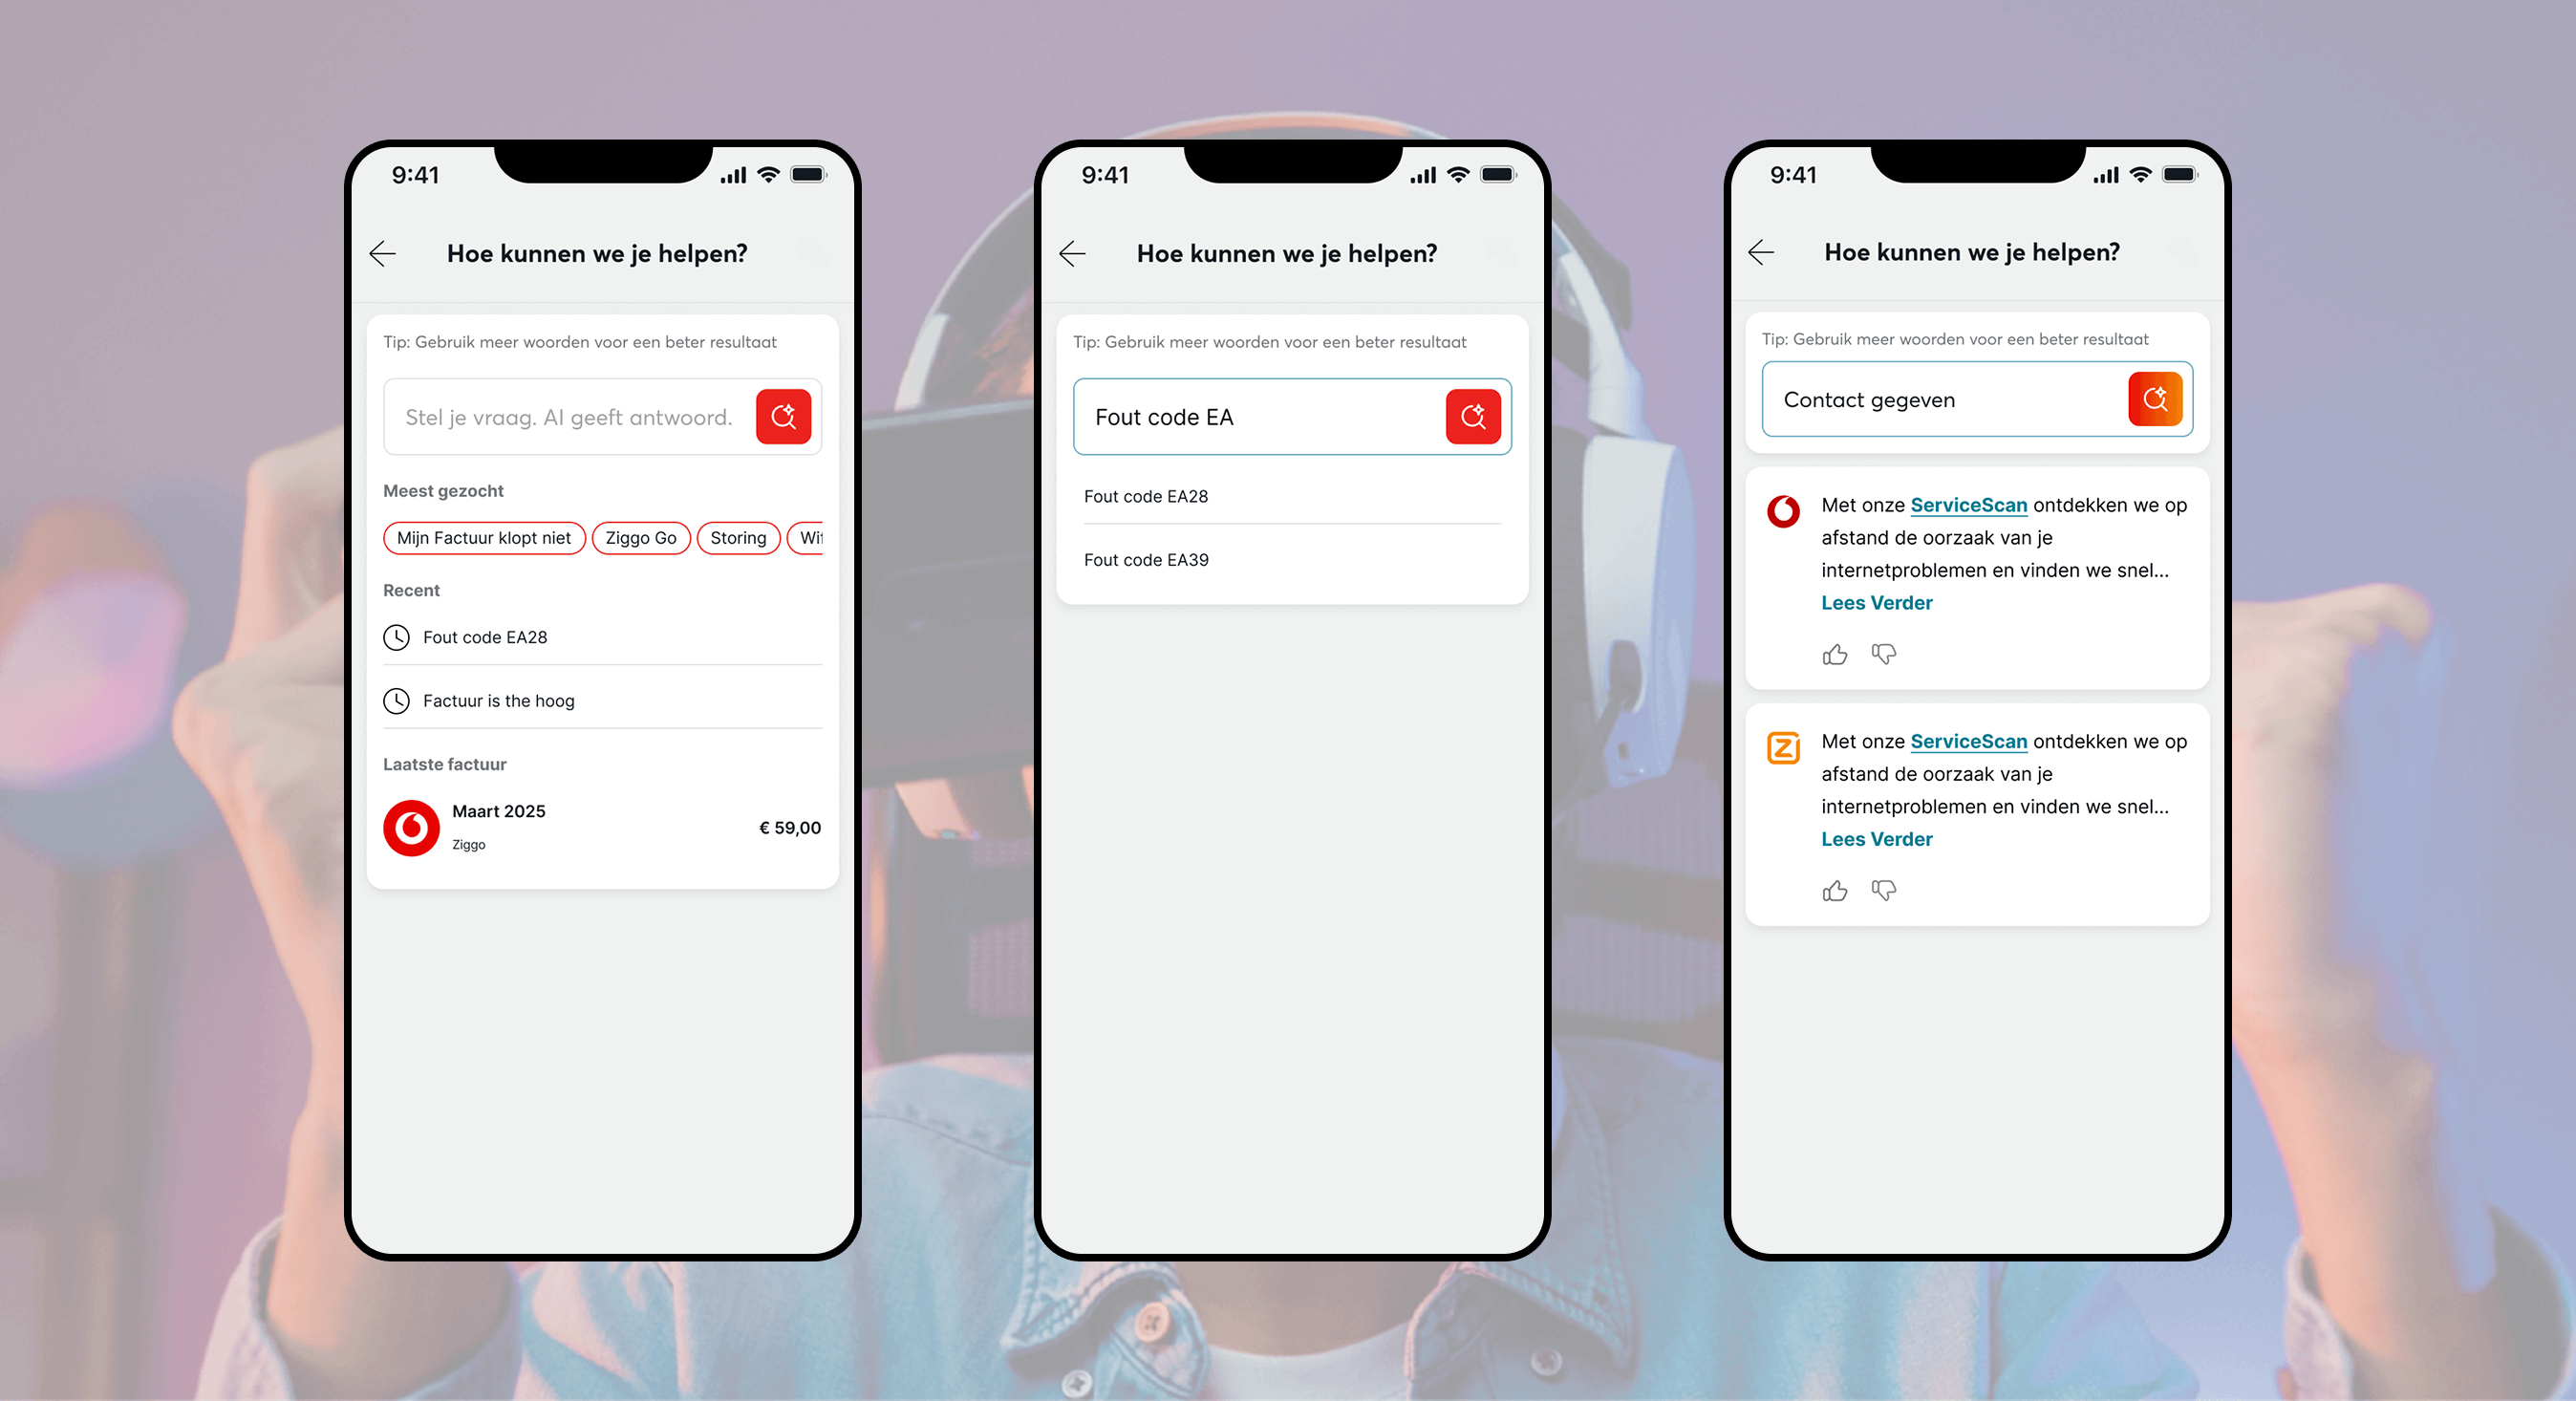 9:41
Hoe kunnen we je helpen?
Tip: Gebruik meer woorden voor een beter resultaat
Stel je vraag. AI geeft antwoord.
Meest gezocht
Mijn Factuur klopt niet
Ziggo Go
Storing
Recent
Fout code EA28
Factuur is the hoog
Laatste factuur
Maart 2025
Ziggo
€ 59,00
9:41
Hoe kunnen we je helpen?
Tip: Gebruik meer woorden voor een beter resultaat
Fout code EA
Fout code EA28
Fout code EA39
9:41
Hoe kunnen we je helpen?
Tip: Gebruik meer woorden voor een beter resultaat
Contact gegeven
Met onze ServiceScan ontdekken we op
afstand de oorzaak van je
internetproblemen en vinden we snel...
Lees Verder
Z
Met onze ServiceScan ontdekken we op
afstand de oorzaak van je
internetproblemen en vinden we snel...
Lees Verder